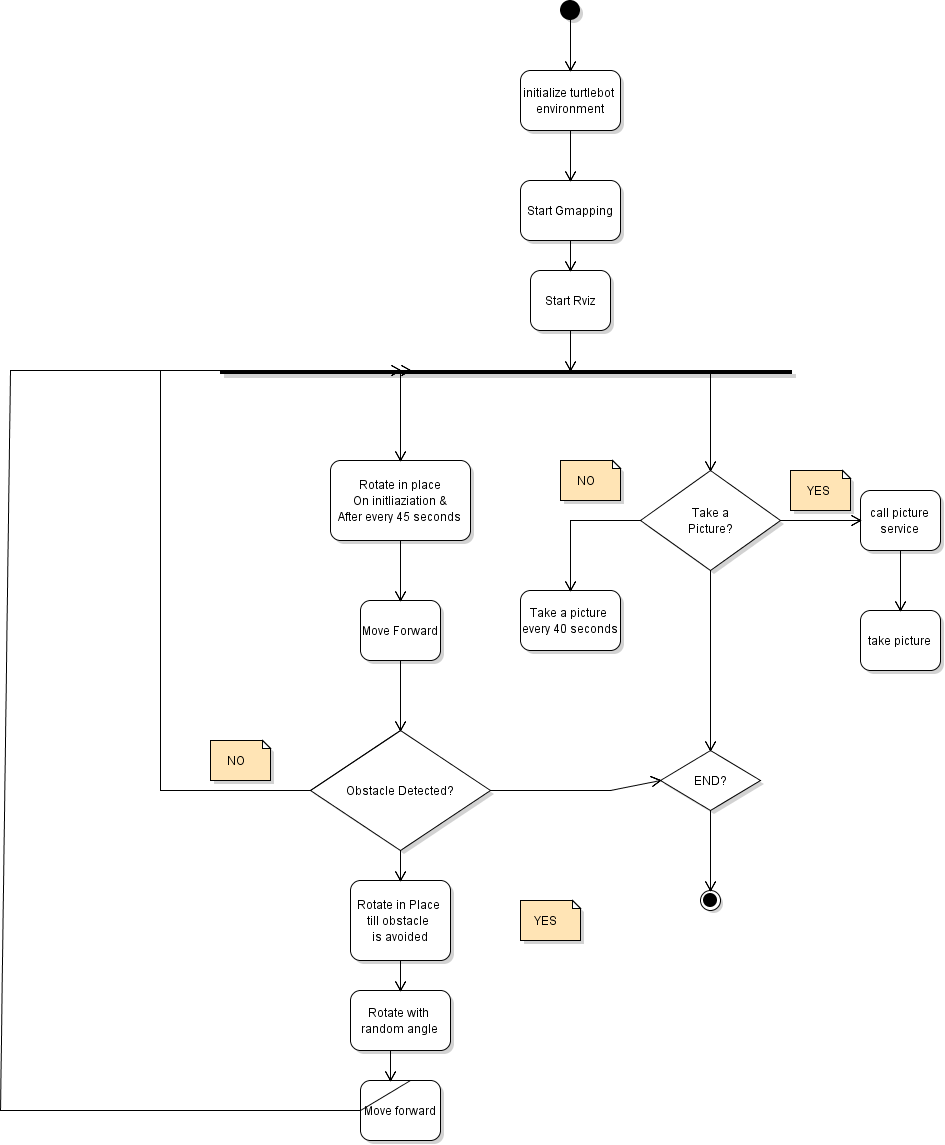 initialize turtlebot
environment
Start Gmapping
Start Rviz
Rotate in place
On initliaziation &
After every 45 seconds
NO
Take a
Picture?
YES
call picture
service
Take a picture
every 40 seconds
Move Forward
take picture
NO
Obstacle Detected?
END?
Rotate in Place
till obstacle
is avoided
YES
Rotate with
random angle
Move forward